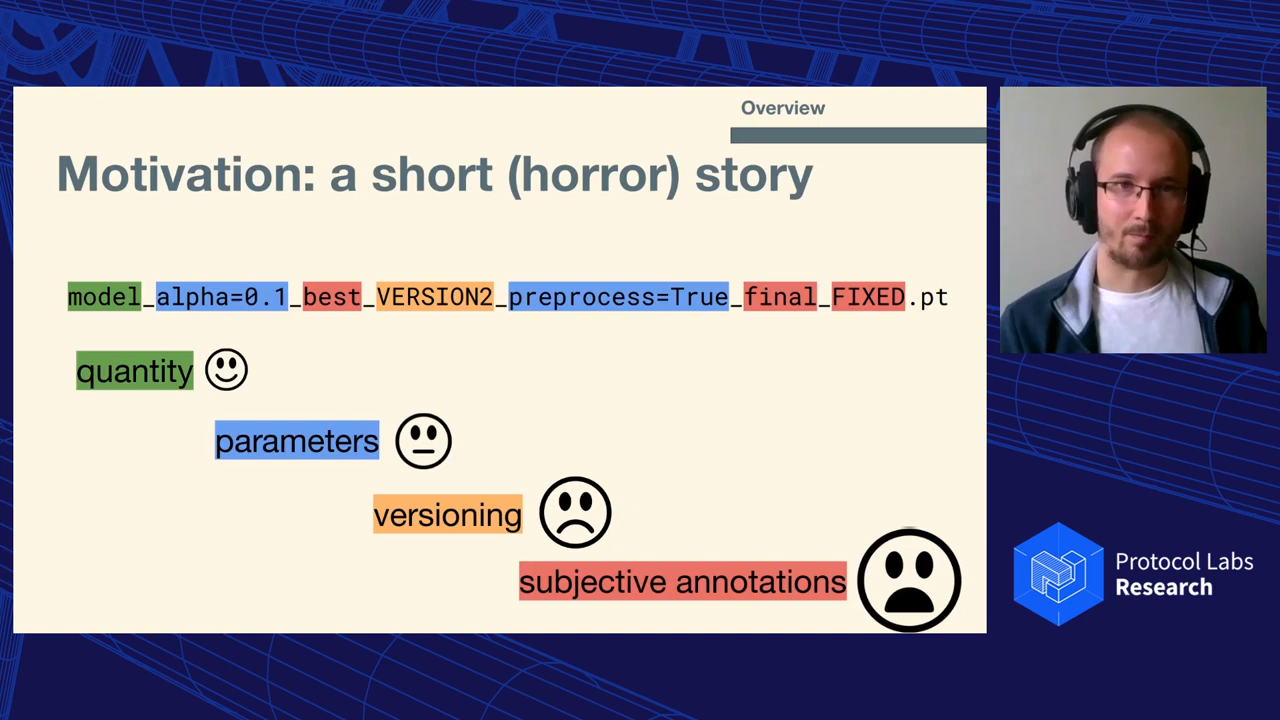 Overview
Motivation: a short (horror) story
model_alpha=0.1_best_VERSION2_preprocess=True_final_FIXED.pt
quantity
parameters
versioning
subjective annotations
Protocol Labs
Research